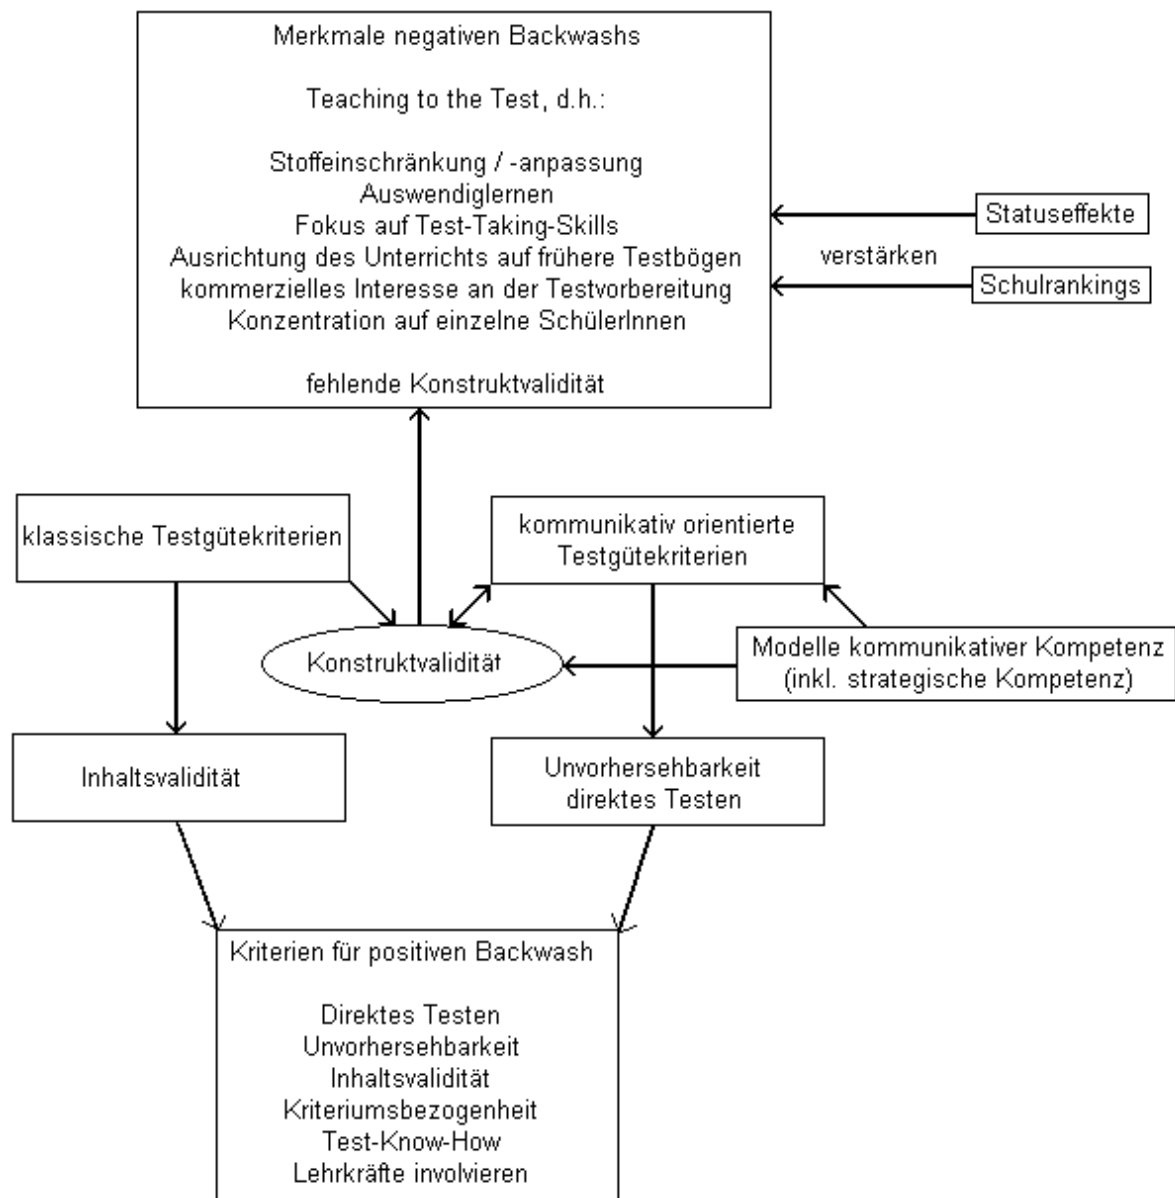 Merkmale negativen Backwashs
Teaching to the Test, d.h.:
Stoffeinschränkung / -anpassung
Auswendiglernen
Fokus auf Test-Taking-Skills
Ausrichtung des Unterrichts auf frühere Testbögen
kommerzielles Interesse an der Testvorbereitung
Konzentration auf einzelne SchülerInnen
fehlende Konstruktvalidität
Statuseffekte
verstärken
Schulrankings
klassische Testgütekriterien
kommunikativ orientierte
Testgütekriterien
Konstruktvalidität
Modelle kommunikativer Kompetenz
(inkl. strategische Kompetenz)
Inhaltsvalidität
Unvorhersehbarkeit
direktes Testen
Kriterien für positiven Backwash
Direktes Testen
Unvorhersehbarkeit
Inhaltsvalidität
Kriteriumsbezogenheit
Test-Know-How
Lehrkräfte involvieren